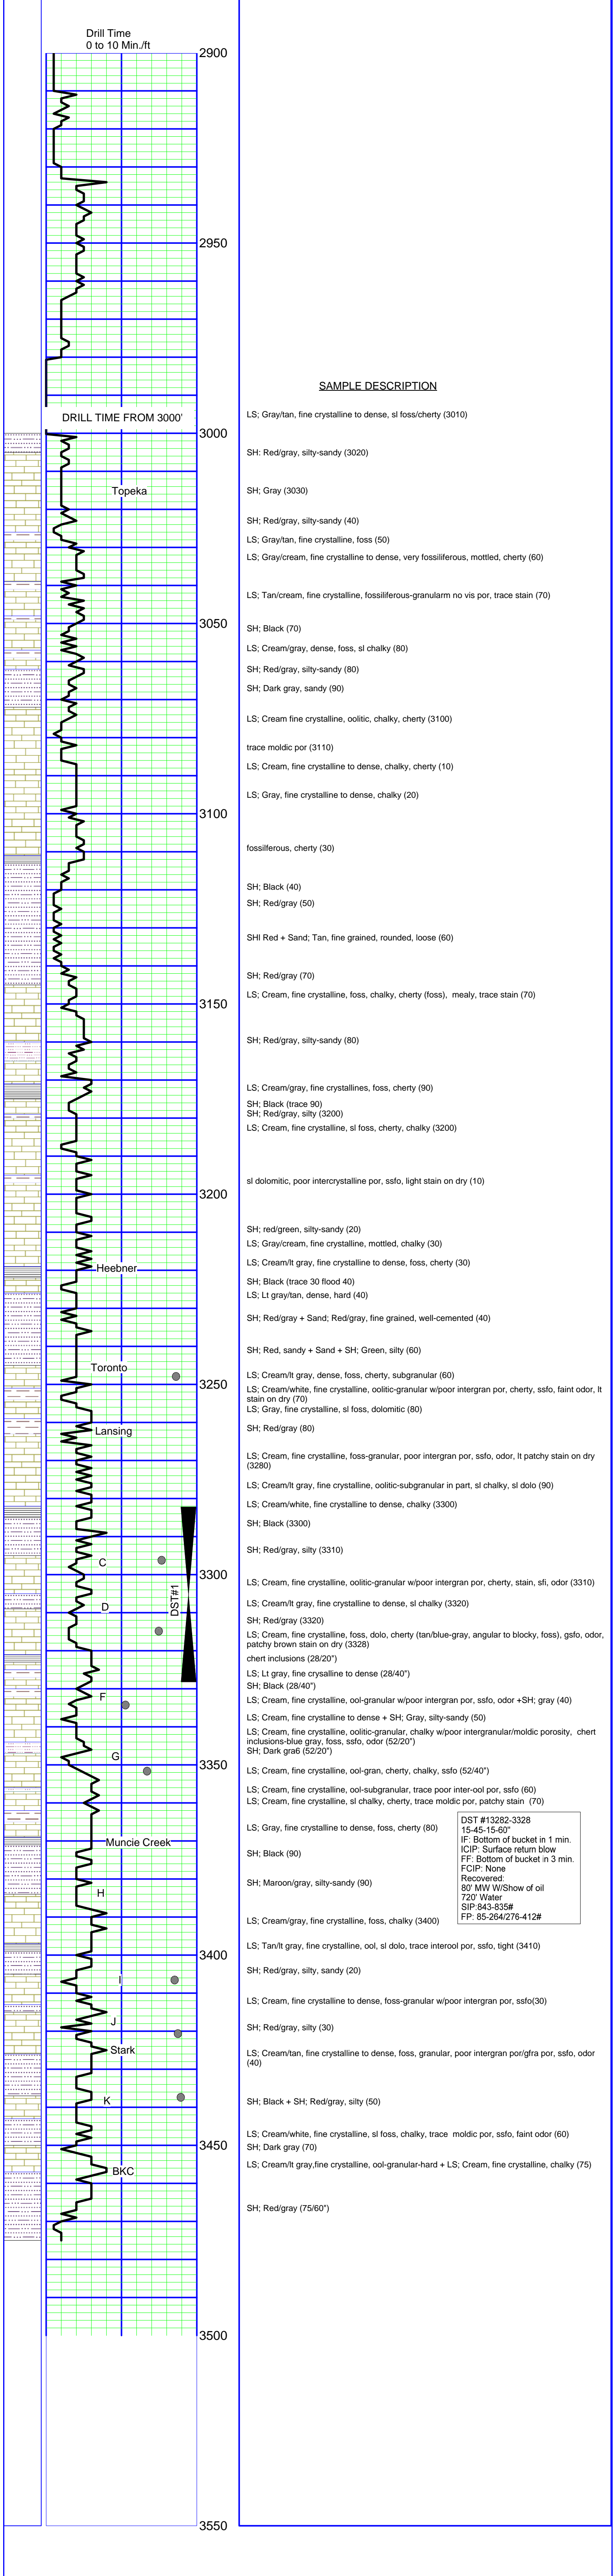 Drill Time
0 to 10 Min./ft
2900
2950
SAMPLE DESCRIPTION
LS; Gray/tan, fine crystalline to dense, sl foss/cherty (3010)
DRILL TIME FROM 3000'
3000
SH: Red/gray, silty-sandy (3020)
Topeka
SH; Gray (3030)
SH; Red/gray, silty-sandy (40)
LS; Gray/tan, fine crystalline, foss (50)
LS; Gray/cream, fine crystalline to dense, very fossiliferous, mottled, cherty (60)
LS; Tan/cream, fine crystalline, fossiliferous-granularm no vis por, trace stain (70)
3050
SH; Black (70)
LS; Cream/gray, dense, foss, sl chalky (80)
SH; Red/gray, silty-sandy (80)
SH; Dark gray, sandy (90)
LS; Cream fine crystalline, oolitic, chalky, cherty (3100)
trace moldic por (3110)
LS; Cream, fine crystalline to dense, chalky, cherty (10)
LS; Gray, fine crystalline to dense, chalky (20)
3100
fossilferous, cherty (30)
SH; Black (40)
SH; Red/gray (50)
SHI Red + Sand; Tan, fine grained, rounded, loose (60)
SH; Red/gray (70)
LS; Cream, fine crystalline, foss, chalky, cherty (foss), mealy, trace stain (70)
3150
SH; Red/gray, silty-sandy (80)
LS; Cream/gray, fine crystallines, foss, cherty (90)
SH; Black (trace 90)
SH: Red/gray, silty (3200)
LS; Cream, fine crystalline, sl foss, cherty, chalky (3200)
sl dolomitic, poor intercrystalline por, ssfo, light stain on dry (10)
3200
SH; red/green, silty-sandy (20)
LS; Gray/cream, fine crystalline, mottled, chalky (30)
LS; Cream/lt gray, fine crystalline to dense, foss, cherty (30)
Heebner
SH; Black (trace 30 flood 40)
LS; Lt gray/tan, dense, hard (40)
SH; Red/gray + Sand; Red/gray, fine grained, well-cemented (40)
SH; Red, sandy + Sand + SH; Green, silty (60)
Toronto
LS; Cream/lt gray, dense, foss, cherty, subgranular (60)
3250
LS; Cream/white, fine crystalline, oolitic-granular w/poor intergran por, cherty, ssfo, faint odor, lt
stain on dry (70)
LS; Gray, fine crystalline, sl foss, dolomitic (80)
Lansing
SH; Red/gray (80)
LS; Cream, fine crystalline, foss-granular, poor intergran por, ssfo, odor, lt patchy stain on dry
(3280)
LS; Cream/lt gray, fine crystalline, oolitic-subgranular in part, sl chalky, sl dolo (90)
LS; Cream/white, fine crystalline to dense, chalky (3300)
SH; Black (3300)
SH; Red/gray, silty (3310)
C
3300
LS; Cream, fine crystalline, oolitic-granular w/poor intergran por, cherty, stain, sfi, odor (3310)
D
DST#1
LS; Cream/lt gray, fine crystalline to dense, sl chalky (3320)
SH; Red/gray (3320)
LS; Cream, fine crystalline, foss, dolo, cherty (tan/blue-gray, angular to blocky, foss), gsfo, odor,
patchy brown stain on dry (3328)
chert inclusions (28/20")
LS; Lt gray, fine crysalline to dense (28/40")
SH; Black (28/40")
F
LS; Cream, fine crystalline, ool-granular w/poor intergran por, ssfo, odor +SH; gray (40)
LS; Cream, fine crystalline to dense + SH; Gray, silty-sandy (50)
LS; Cream, fine crystalline, oolitic-granular, chalky w/poor intergranular/moldic porosity, chert
inclusions-blue gray, foss, ssfo, odor (52/20")
SH; Dark gra6 (52/20")
G
3350
LS; Cream, fine crystalline, ool-gran, cherty, chalky, ssfo (52/40")
LS; Cream, fine crystalline, ool-subgranular, trace poor inter-ool por, ssfo (60)
LS; Cream, fine crystalline, sl chalky, cherty, trace moldic por, patchy stain (70)
LS; Gray, fine crystalline to dense, foss, cherty (80)
Muncie Creek
SH; Black (90)
SH; Maroon/gray, silty-sandy (90)
H
LS; Cream/gray, fine crystalline, foss, chalky (3400)
DST #13282-3328
15-45-15-60"
IF: Bottom of bucket in 1 min.
ICIP: Surface return blow
FF: Bottom of bucket in 3 min.
FCIP: None
Recovered:
80' MW W/Show of oil
720' Water
SIP:843-835#
FP: 85-264/276-412#
3400
LS; Tan/lt gray, fine crystalline, ool, sl dolo, trace interool por, ssfo, tight (3410)
SH; Red/gray, silty, sandy (20)
I
LS; Cream, fine crystalline to dense, foss-granular w/poor intergran por, ssfo(30)
J
SH; Red/gray, silty (30)
Stark
LS; Cream/tan, fine crystalline to dense, foss, granular, poor intergran por/gfra por, ssfo, odor
(40)
K
SH; Black + SH; Red/gray, silty (50)
LS; Cream/white, fine crystalline, sl foss, chalky, trace moldic por, ssfo, faint odor (60)
3450
SH; Dark gray (70)
BKC
LS; Cream/lt gray,fine crystalline, ool-granular-hard + LS; Cream, fine crystalline, chalky (75)
SH; Red/gray (75/60")
3500
3550